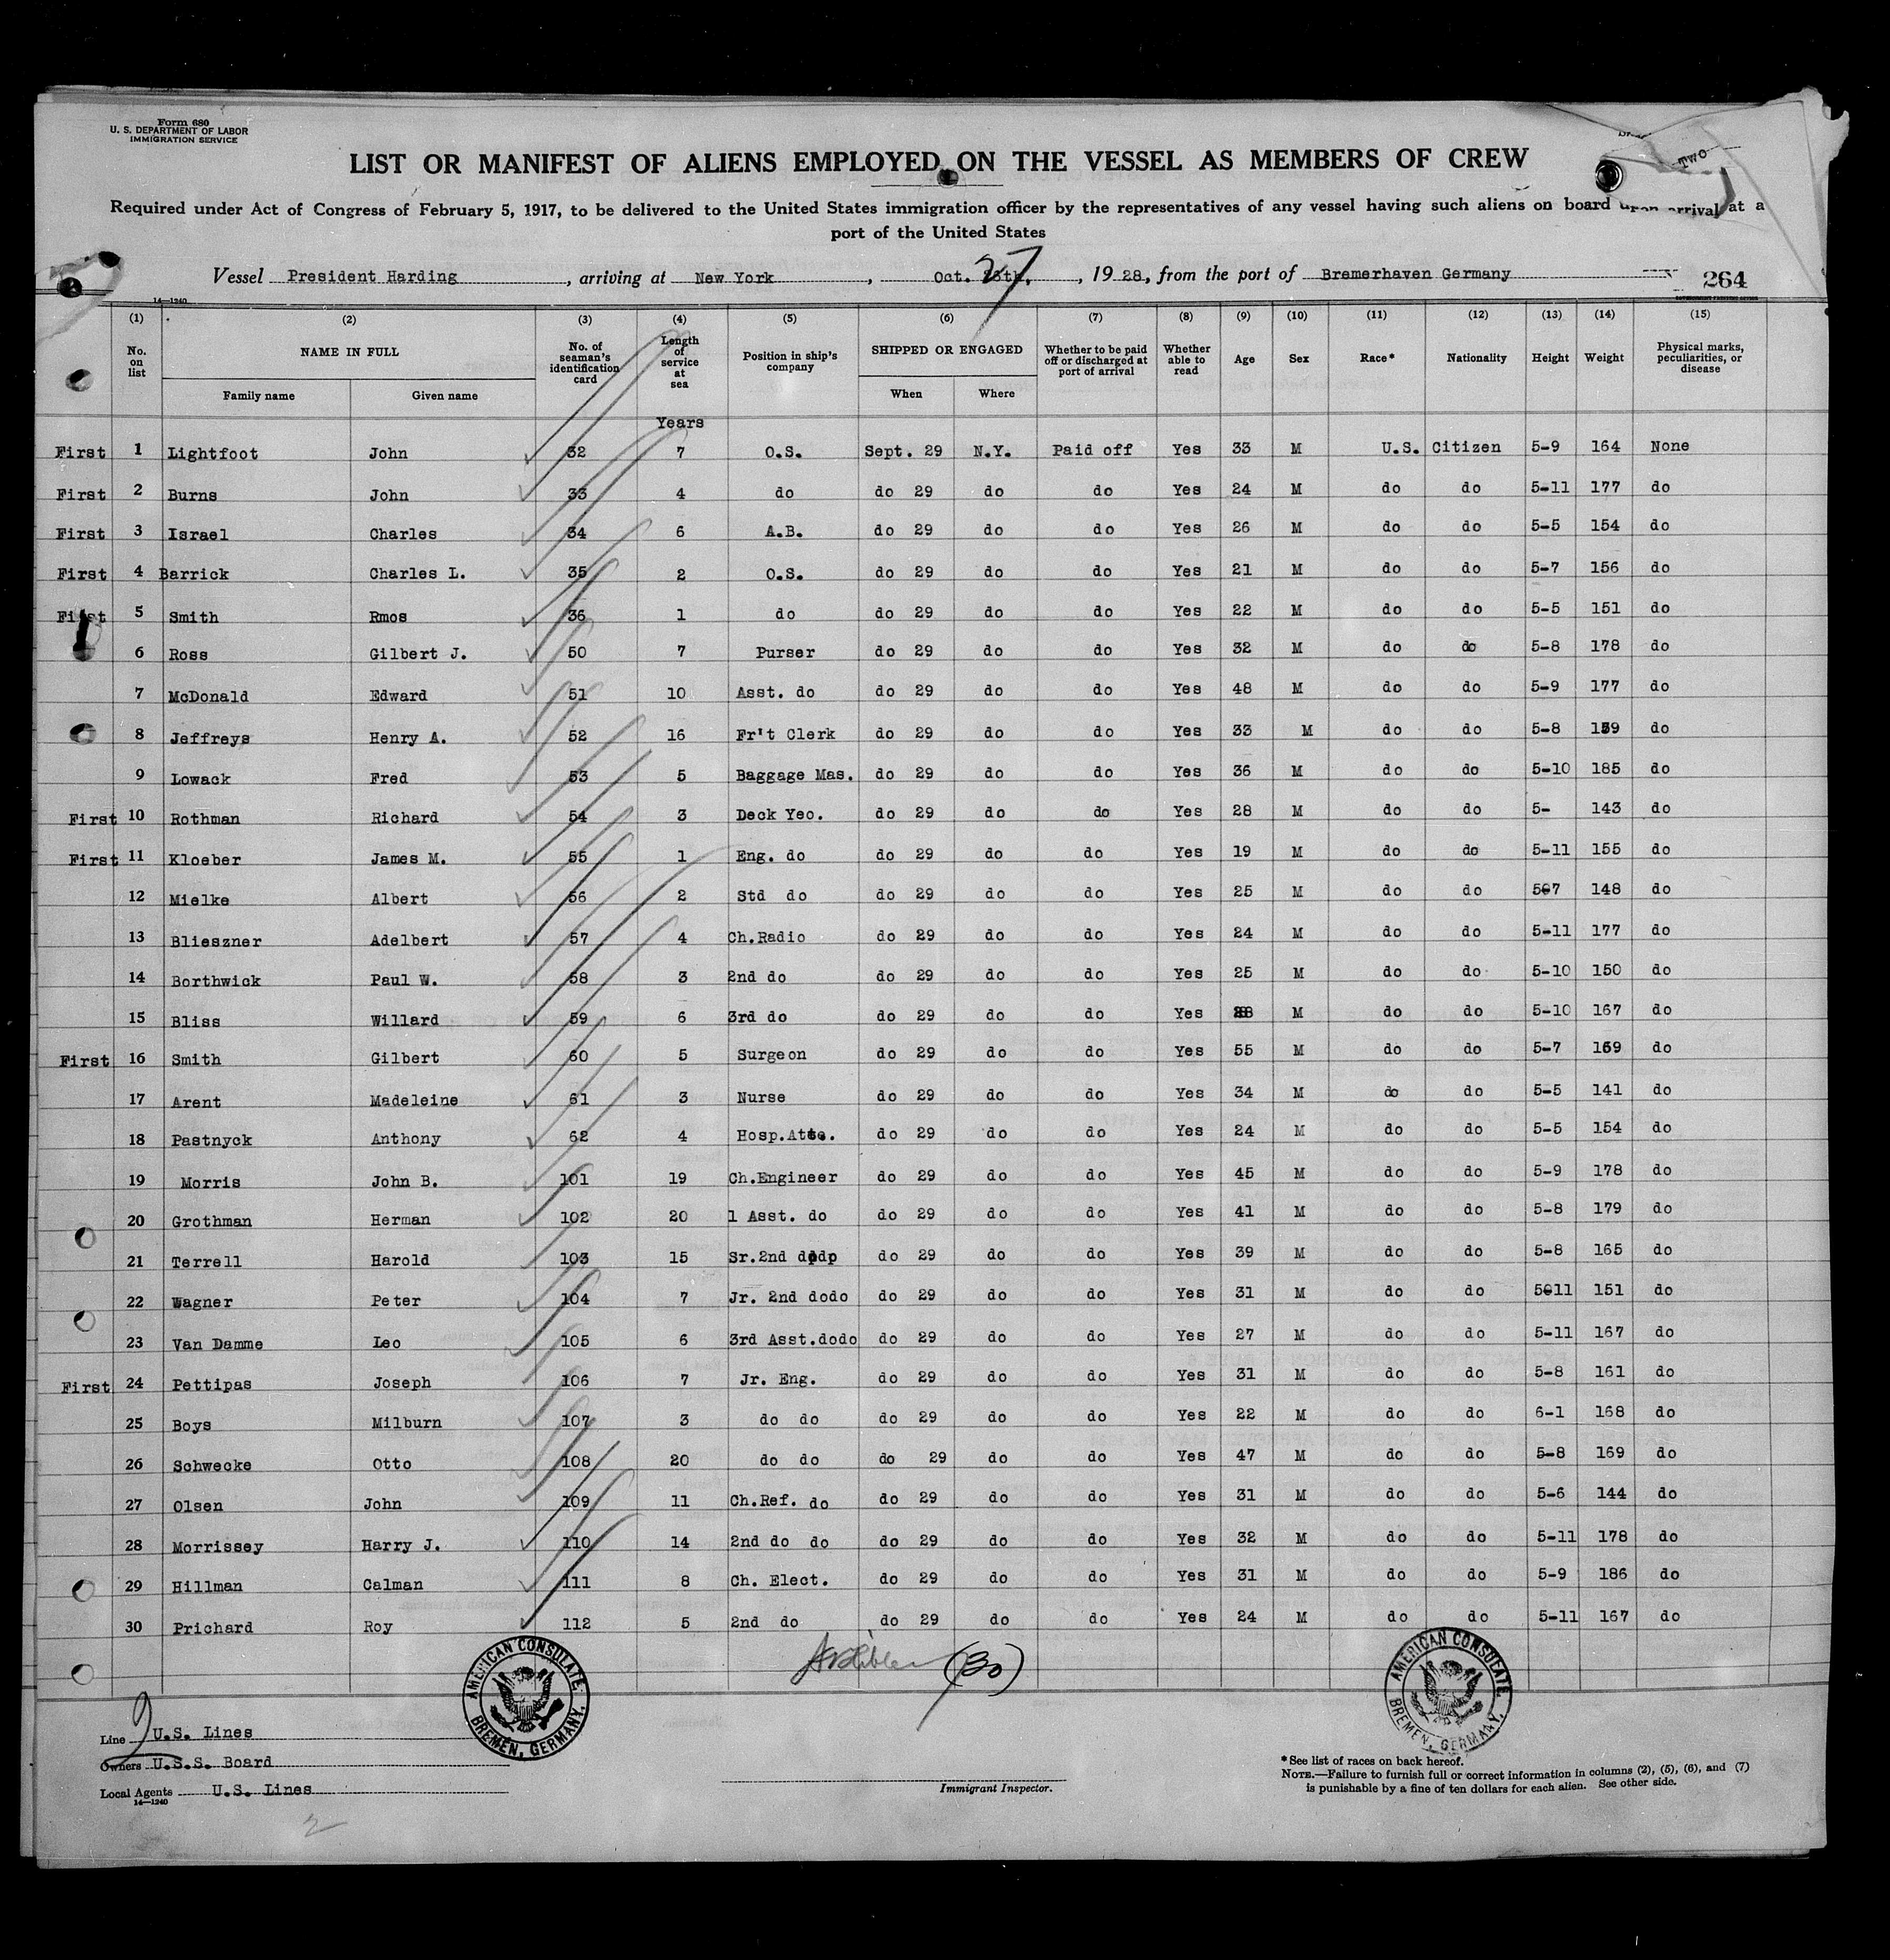 Form 680
U. S. DEPARTMENT OF LABOR
IMMIGRATION SERVICE
TWO
LIST OR MANIFEST OF ALIENS EMPLOYED ON THE VESSEL AS MEMBERS OF CREW
Required under Act of Congress of February 5, 1917, to be delivered to the United States immigration officer by the representatives of any vessel having such aliens on board upon arrival at a
port of the United States
Vessel President Harding, arriving at New York, Oct. 27, 1928, from the port of Bremerhaven Germany 264
14—1240
(1) (2) (3) (4) (5) (6) (7) (8) (9) (10) (11) (12) (13) (14) (15)
No. on list NAME IN FULL Family name Given name No. of seaman's identification card Length of service at sea Position in ship's company SHIPPED OR ENGAGED When Where Whether to be paid off or discharged at port of arrival Whether able to read Age Sex Race* Nationality Height Weight Physical marks, peculiarities, or disease
Years
First 1 Lightfoot John 32 7 O.S. Sept. 29 N.Y. Paid off Yes 33 M U.S. Citizen 5-9 164 None
First 2 Burns John 33 4 do do 29 do do Yes 24 M do do 5-11 177 do
First 3 Israel Charles 34 6 A.B. do 29 do do Yes 26 M do do 5-5 154 do
First 4 Barrick Charles L. 35 2 O.S. do 29 do do Yes 21 M do do 5-7 156 do
First 5 Smith Rmos 36 1 do do 29 do do Yes 22 M do do 5-5 151 do
6 Ross Gilbert J. 50 7 Purser do 29 do do Yes 32 M do do 5-8 178 do
7 McDonald Edward 51 10 Asst. do do 29 do do Yes 48 M do do 5-9 177 do
8 Jeffreys Henry A. 52 16 Fr't Clerk do 29 do do Yes 33 M do do 5-8 do
9 Lowack Fred 53 5 Baggage Mas. do 29 do do Yes 36 M do do 5-10 185 do
First 10 Rothman Richard 54 3 Deck Yeo. do 29 do do Yes 28 M do do 5- 143 do
First 11 Kloeber James M. 55 1 Eng. do do 29 do do Yes 19 M do do 5-11 155 do
12 Mielke Albert 56 2 Std do do 29 do do Yes 25 M do do 5-7 148 do
13 Blieszner Adelbert 57 4 Ch.Radio do 29 do do Yes 24 M do do 5-11 177 do
14 Borthwick Paul W. 58 3 2nd do do 29 do do Yes 25 M do do 5-10 150 do
15 Bliss Willard 59 6 3rd do do 29 do do Yes M do do 5-10 167 do
First 16 Smith Gilbert 60 5 Surgeon do 29 do do Yes 55 M do do 5-7 do
17 Arent Madeleine 61 3 Nurse do 29 do do Yes 34 M do do 5-5 141 do
18 Pastnyck Anthony 62 4 do 29 do do Yes 24 M do do 5-5 154 do
19 Morris John B. 101 19 Ch.Engineer do 29 do do Yes 45 M do do 5-9 178 do
20 Grothman Herman 102 20 1 Asst. do do 29 do do Yes 41 M do do 5-8 179 do
21 Terrell Harold 103 15 Sr.2nd do 29 do do Yes 39 M do do 5-8 165 do
22 Wagner Peter 104 7 Jr. 2nd dodo do 29 do do Yes 31 M do do 5-11 151 do
23 Van Damme Leo 105 6 3rd Asst.dodo do 29 do do Yes 27 M do do 5-11 167 do
First 24 Pettipas Joseph 106 7 Jr. Eng. do 29 do do Yes 31 M do do 5-8 161 do
25 Boys Milburn 107 3 do do do 29 do do Yes 22 M do do 6-1 168 do
26 Schwecke Otto 108 20 do do do 29 do do Yes 47 M do do 5-8 169 do
27 Olsen John 109 11 Ch.Ref. do do 29 do do Yes 31 M do do 5-6 144 do
28 Morrissey Harry J. 110 14 2nd do do do 29 do do Yes 32 M do do 5-11 178 do
29 Hillman Calman 111 8 Ch. Elect. do 29 do do Yes 31 M do do 5-9 186 do
30 Prichard Roy 112 5 2nd do do 29 do do Yes 24 M do do 5-11 167 do
(30)
AMERICAN CONSULATE, BREMEN, GERMANY.
AMERICAN CONSULATE, BREMEN, GERMANY.
Line U.S. Lines
Owners U.S.S. Board
Local Agents U.S. Lines
14—1240
Immigrant Inspector.
*See list of races on back hereof.
NOTE.—Failure to furnish full or correct information in columns (2), (5), (6), and (7)
is punishable by a fine of ten dollars for each alien. See other side.
2